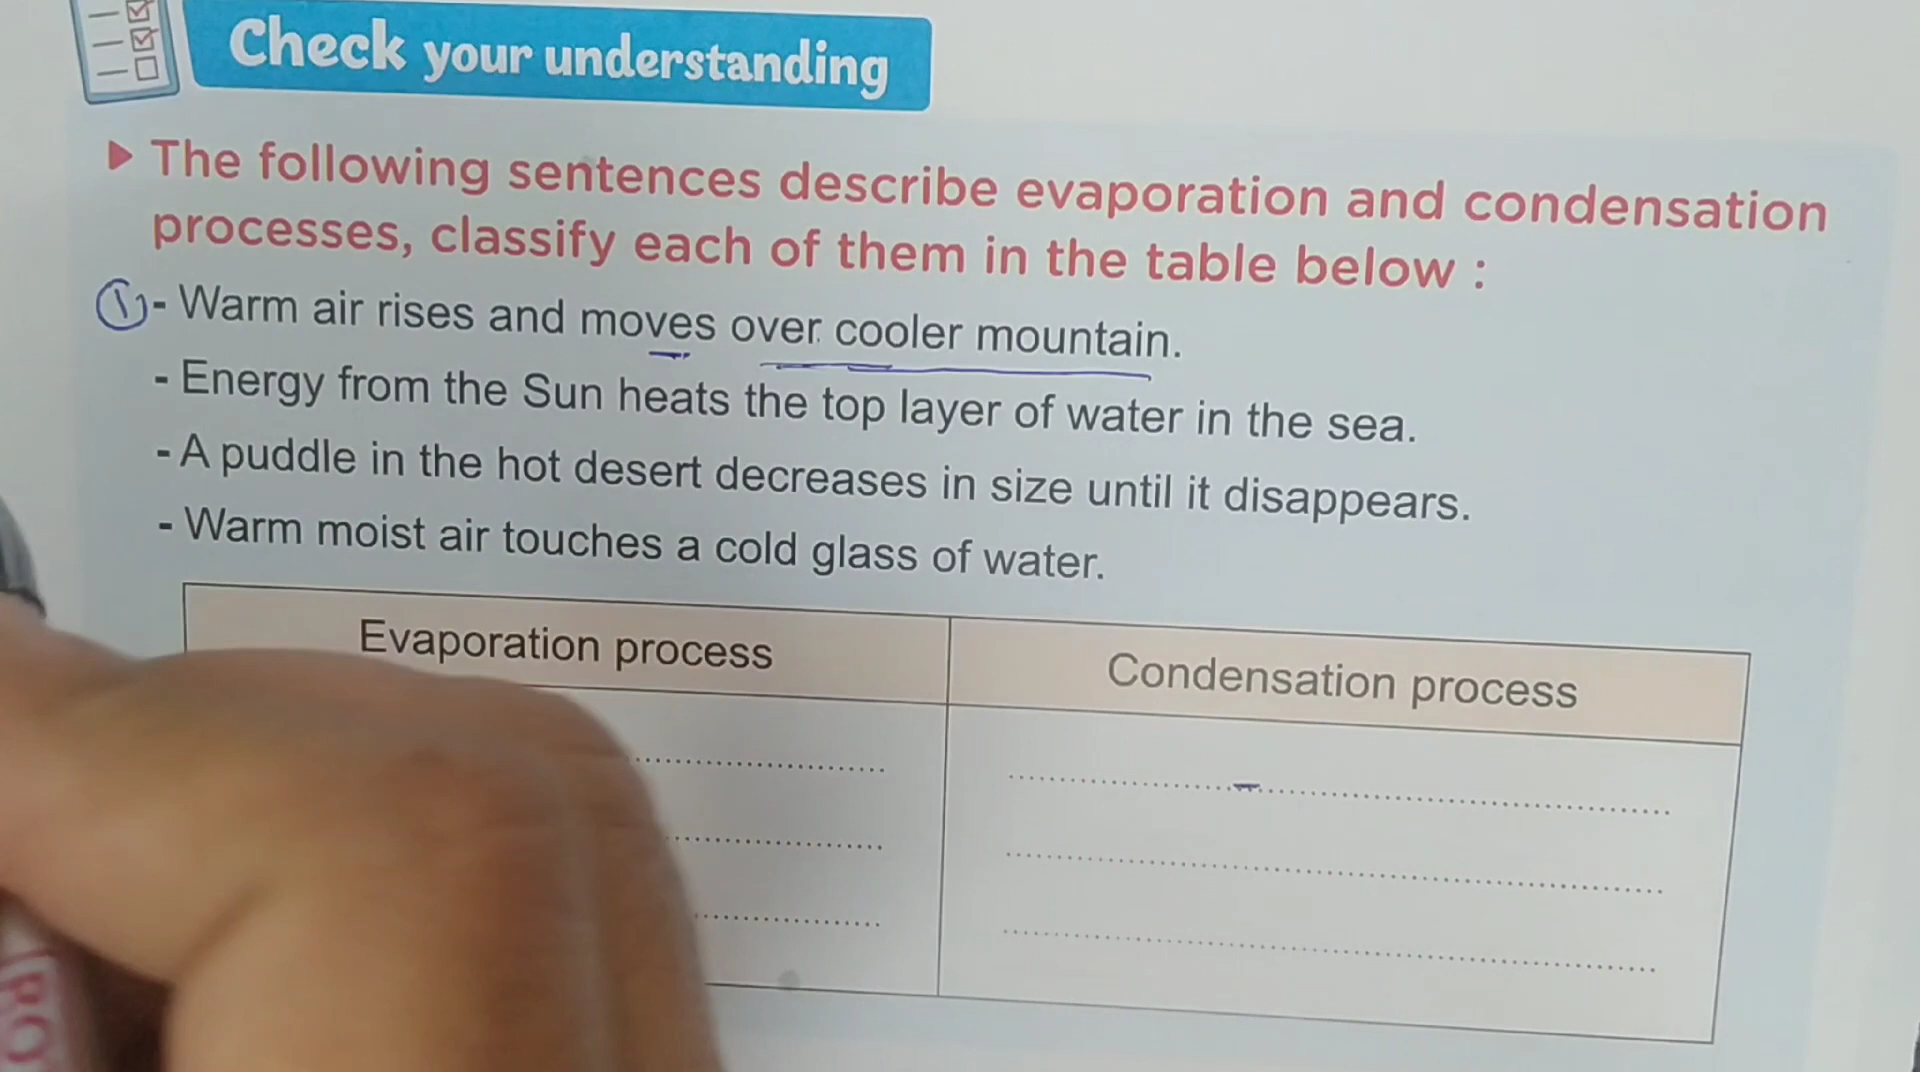 Check your understanding
The following sentences describe evaporation and condensation
processes, classify each of them in the table below :
① - Warm air rises and moves over cooler mountain.
- Energy from the Sun heats the top layer of water in the sea.
- A puddle in the hot desert decreases in size until it disappears.
- Warm moist air touches a cold glass of water.
Evaporation process
Condensation process